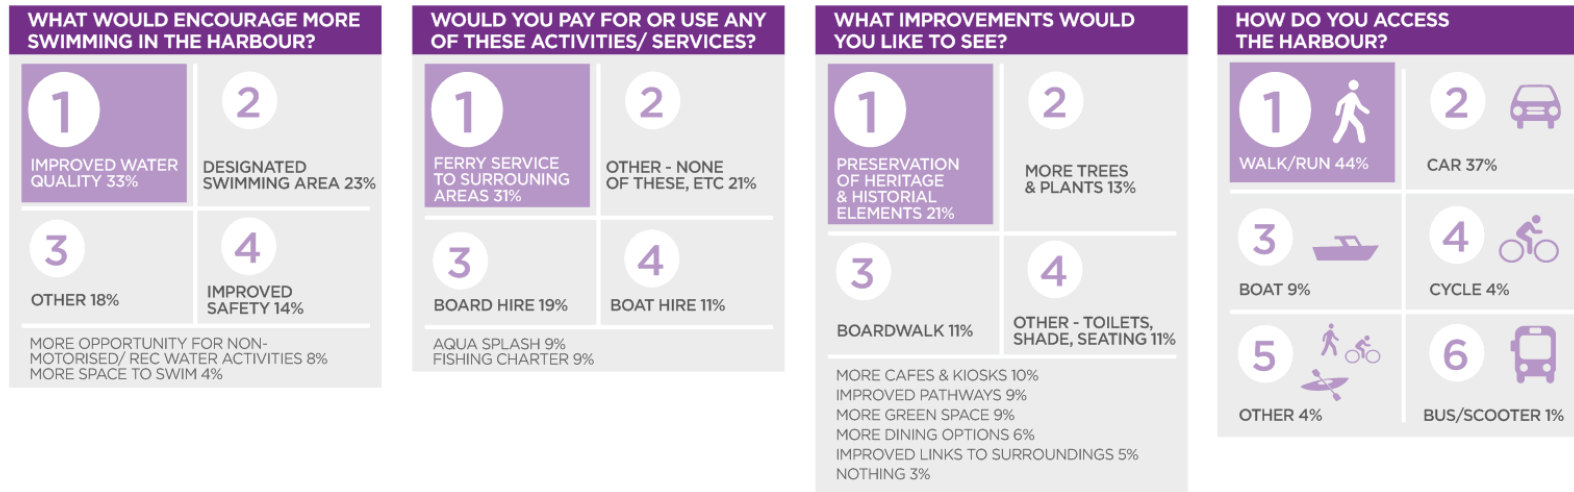 WHAT WOULD ENCOURAGE MORE
SWIMMING IN THE HARBOUR?
1
IMPROVED WATER
QUALITY 33%
2
DESIGNATED
SWIMMING AREA 23%
3
OTHER 18%
4
IMPROVED
SAFETY 14%
MORE OPPORTUNITY FOR NON-
MOTORISED/ REC WATER ACTIVITIES 8%
MORE SPACE TO SWIM 4%
WOULD YOU PAY FOR OR USE ANY
OF THESE ACTIVITIES/ SERVICES?
1
FERRY SERVICE
TO SURROUNING
AREAS 31%
2
OTHER - NONE
OF THESE, ETC 21%
3
BOARD HIRE 19%
4
BOAT HIRE 11%
AQUA SPLASH 9%
FISHING CHARTER 9%
WHAT IMPROVEMENTS WOULD
YOU LIKE TO SEE?
1
PRESERVATION
OF HERITAGE
& HISTORIAL
ELEMENTS 21%
2
MORE TREES
& PLANTS 13%
3
BOARDWALK 11%
4
OTHER - TOILETS,
SHADE, SEATING 11%
MORE CAFES & KIOSKS 10%
IMPROVED PATHWAYS 9%
MORE GREEN SPACE 9%
MORE DINING OPTIONS 6%
IMPROVED LINKS TO SURROUNDINGS 5%
NOTHING 3%
HOW DO YOU ACCESS
THE HARBOUR?
1
WALK/RUN 44%
2
CAR 37%
3
BOAT 9%
4
CYCLE 4%
5
OTHER 4%
6
BUS/SCOOTER 1%